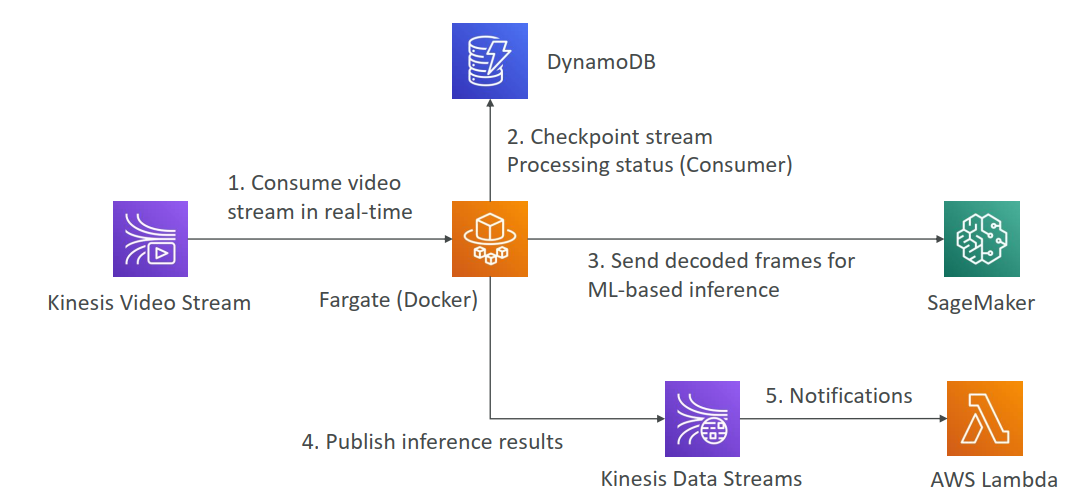 DynamoDB
2. Checkpoint stream
Processing status (Consumer)
1. Consume video
stream in real-time
3. Send decoded frames for
ML-based inference
Kinesis Video Stream
Fargate (Docker)
SageMaker
5. Notifications
4. Publish inference results
Kinesis Data Streams
AWS Lambda